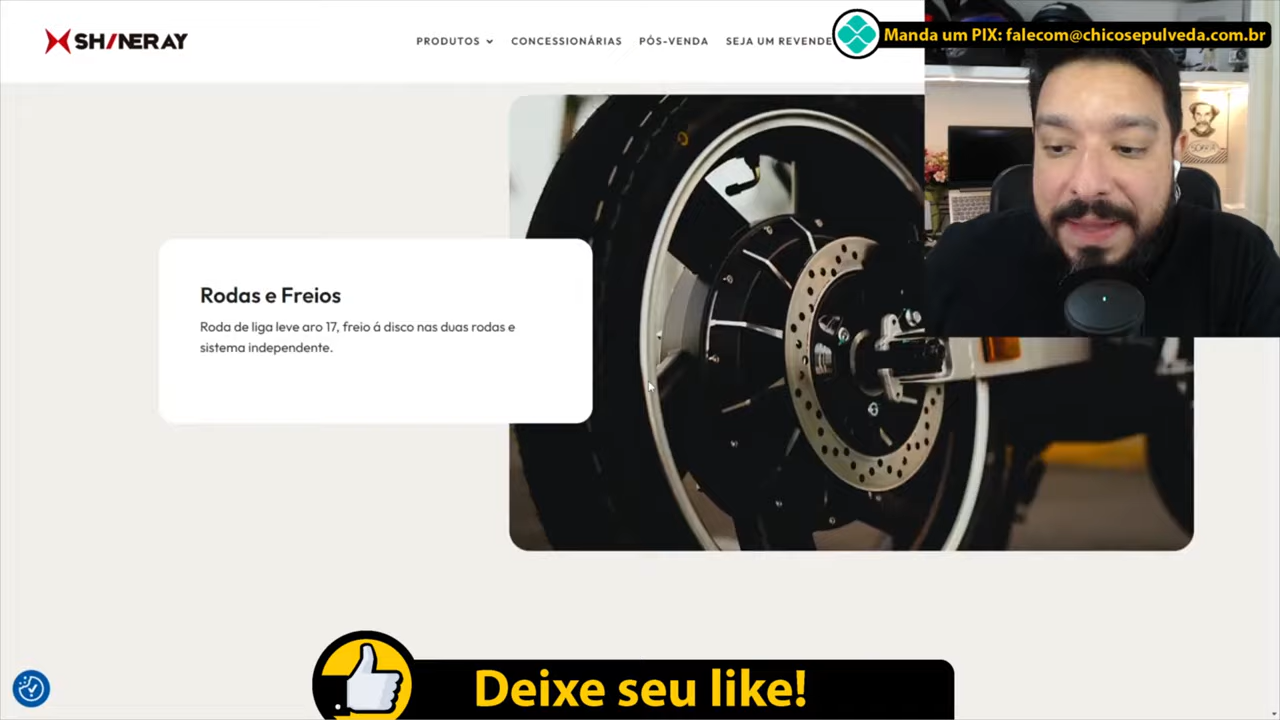 SHINERAY
PRODUTOS
CONCESSIONÁRIAS
PÓS-VENDA
SEJA UM REVENDE
Manda um PIX: falecom@chicosepulveda.com.br
Rodas e Freios
Roda de liga leve aro 17, freio á disco nas duas rodas e
sistema independente.
Deixe seu like!